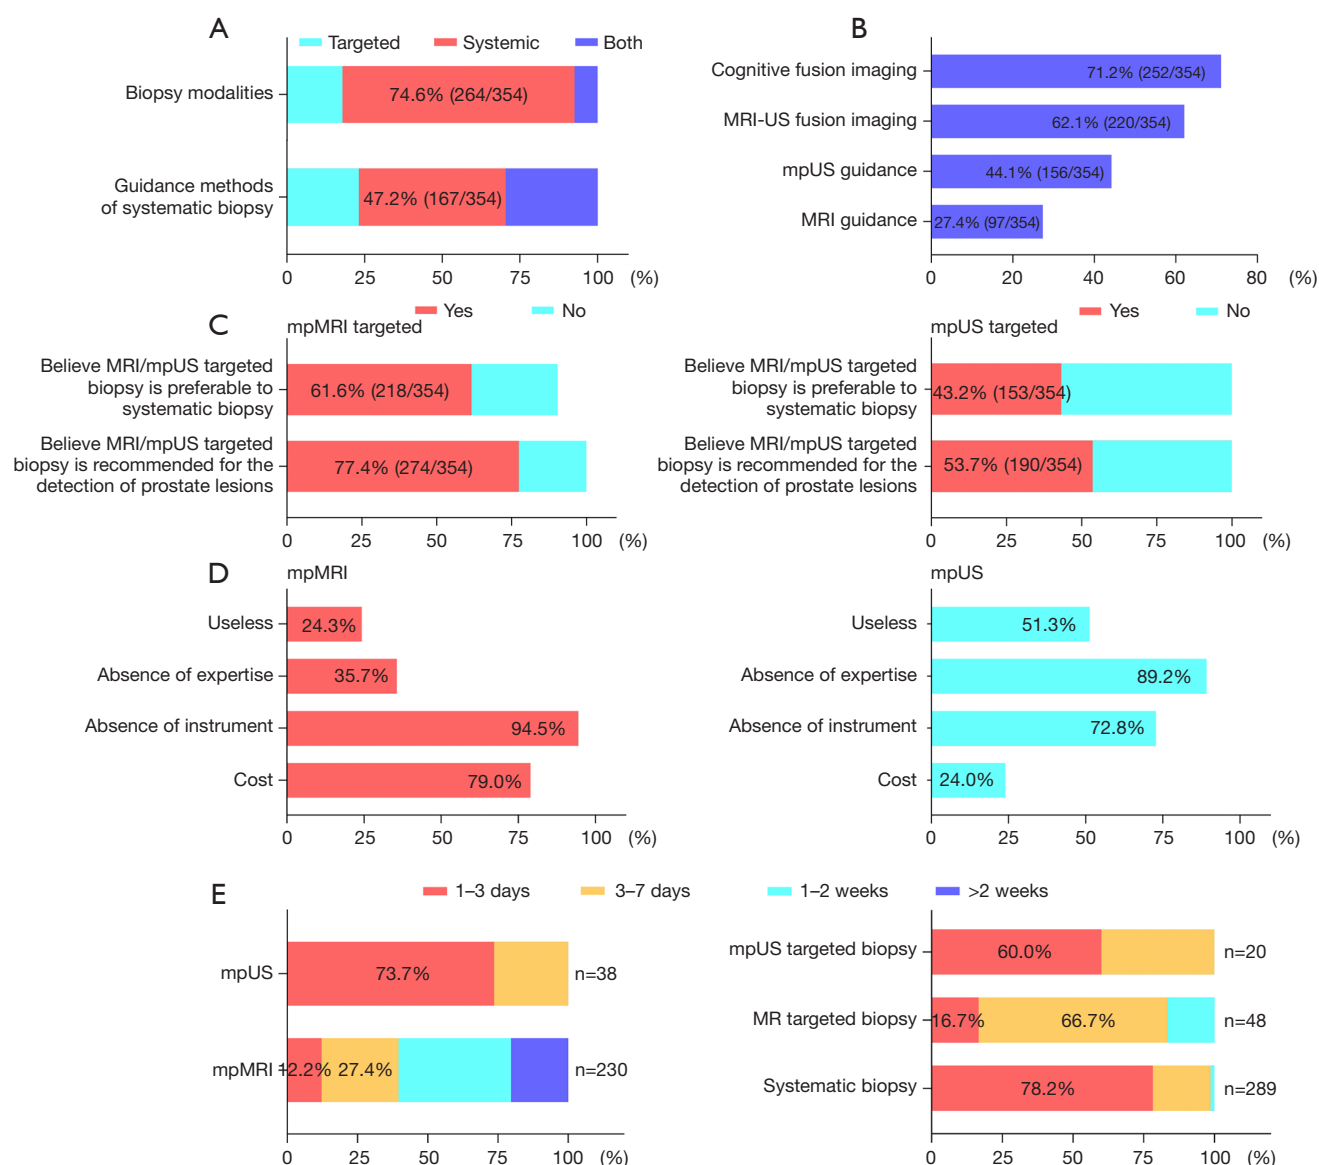 A
Targeted
Systemic
Both
Biopsy modalities
74.6% (264/354)
Guidance methods
of systematic biopsy
47.2% (167/354)
0 25 50 75 100 (%)
B
Cognitive fusion imaging
71.2% (252/354)
MRI-US fusion imaging
62.1% (220/354)
mpUS guidance
44.1% (156/354)
MRI guidance
27.4% (97/354)
0 20 40 60 80 (%)
C
mpMRI targeted
Yes
No
Believe MRI/mpUS targeted
biopsy is preferable to
systematic biopsy
61.6% (218/354)
Believe MRI/mpUS targeted
biopsy is recommended for the
detection of prostate lesions
77.4% (274/354)
0 25 50 75 100 (%)
mpUS targeted
Yes
No
Believe MRI/mpUS targeted
biopsy is preferable to
systematic biopsy
43.2% (153/354)
Believe MRI/mpUS targeted
biopsy is recommended for the
detection of prostate lesions
53.7% (190/354)
0 25 50 75 100 (%)
D
mpMRI
Useless
24.3%
Absence of expertise
35.7%
Absence of instrument
94.5%
Cost
79.0%
0 25 50 75 100 (%)
mpUS
Useless
51.3%
Absence of expertise
89.2%
Absence of instrument
72.8%
Cost
24.0%
0 25 50 75 100 (%)
E
1–3 days
3–7 days
1–2 weeks
>2 weeks
mpUS
73.7%
n=38
mpMRI
12.2%
27.4%
n=230
0 25 50 75 100 (%)
mpUS targeted biopsy
60.0%
n=20
MR targeted biopsy
16.7%
66.7%
n=48
Systematic biopsy
78.2%
n=289
0 25 50 75 100 (%)